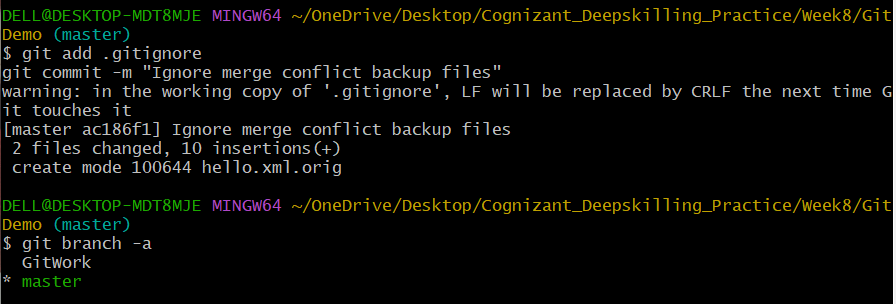 DELL@DESKTOP-MDT8MJE MINGW64 ~/OneDrive/Desktop/Cognizant_Deepskilling_Practice/Week8/Git
Demo (master)
$ git add .gitignore
git commit -m "Ignore merge conflict backup files"
warning: in the working copy of '.gitignore', LF will be replaced by CRLF the next time G
it touches it
[master ac186f1] Ignore merge conflict backup files
 2 files changed, 10 insertions(+)
 create mode 100644 hello.xml.orig

DELL@DESKTOP-MDT8MJE MINGW64 ~/OneDrive/Desktop/Cognizant_Deepskilling_Practice/Week8/Git
Demo (master)
$ git branch -a
  GitWork
* master